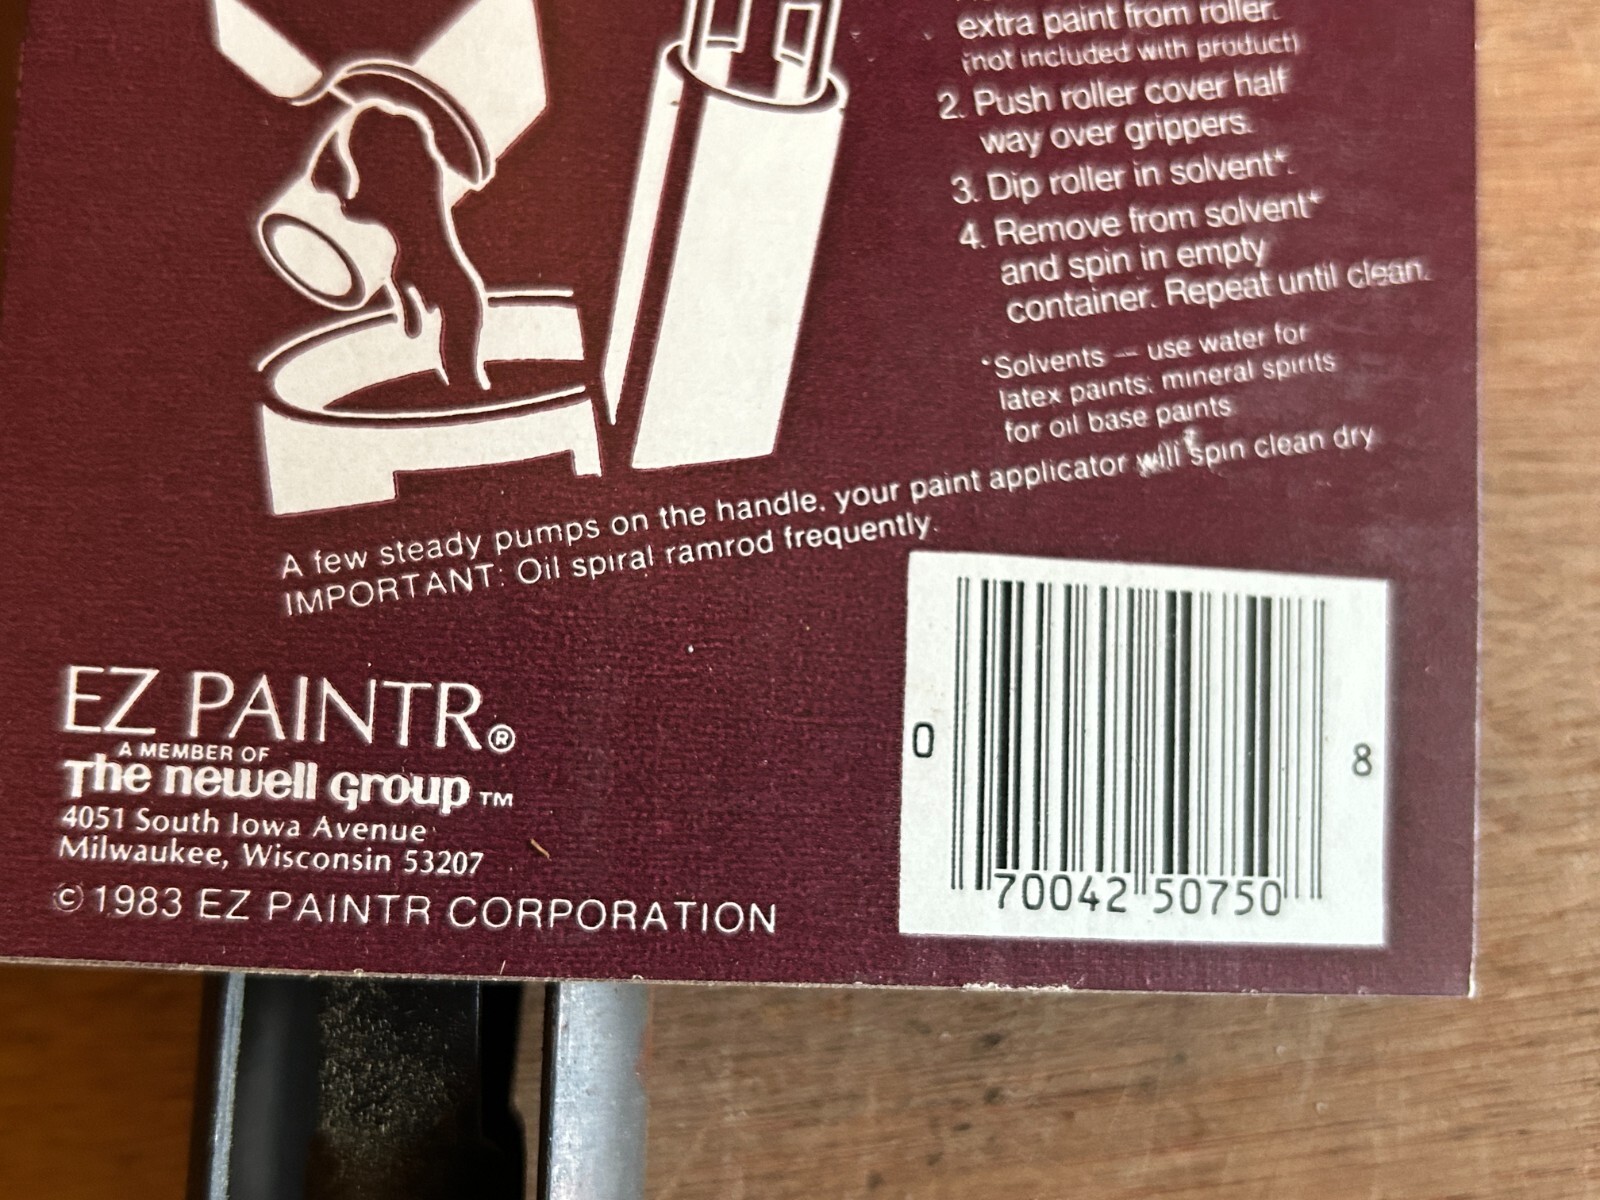 extra paint from roller.
(not included with product)
2. Push roller cover half
way over grippers.
3. Dip roller in solvent*.
4. Remove from solvent*
and spin in empty
container. Repeat until clean.
*Solvents — use water for
latex paints; mineral spirits
for oil base paints
A few steady pumps on the handle, your paint applicator will spin clean dry
IMPORTANT: Oil spiral ramrod frequently.
EZ PAINTR®
A MEMBER OF
The newell group ™
4051 South Iowa Avenue
Milwaukee, Wisconsin 53207
© 1983 EZ PAINTR CORPORATION
0 70042 50750 8